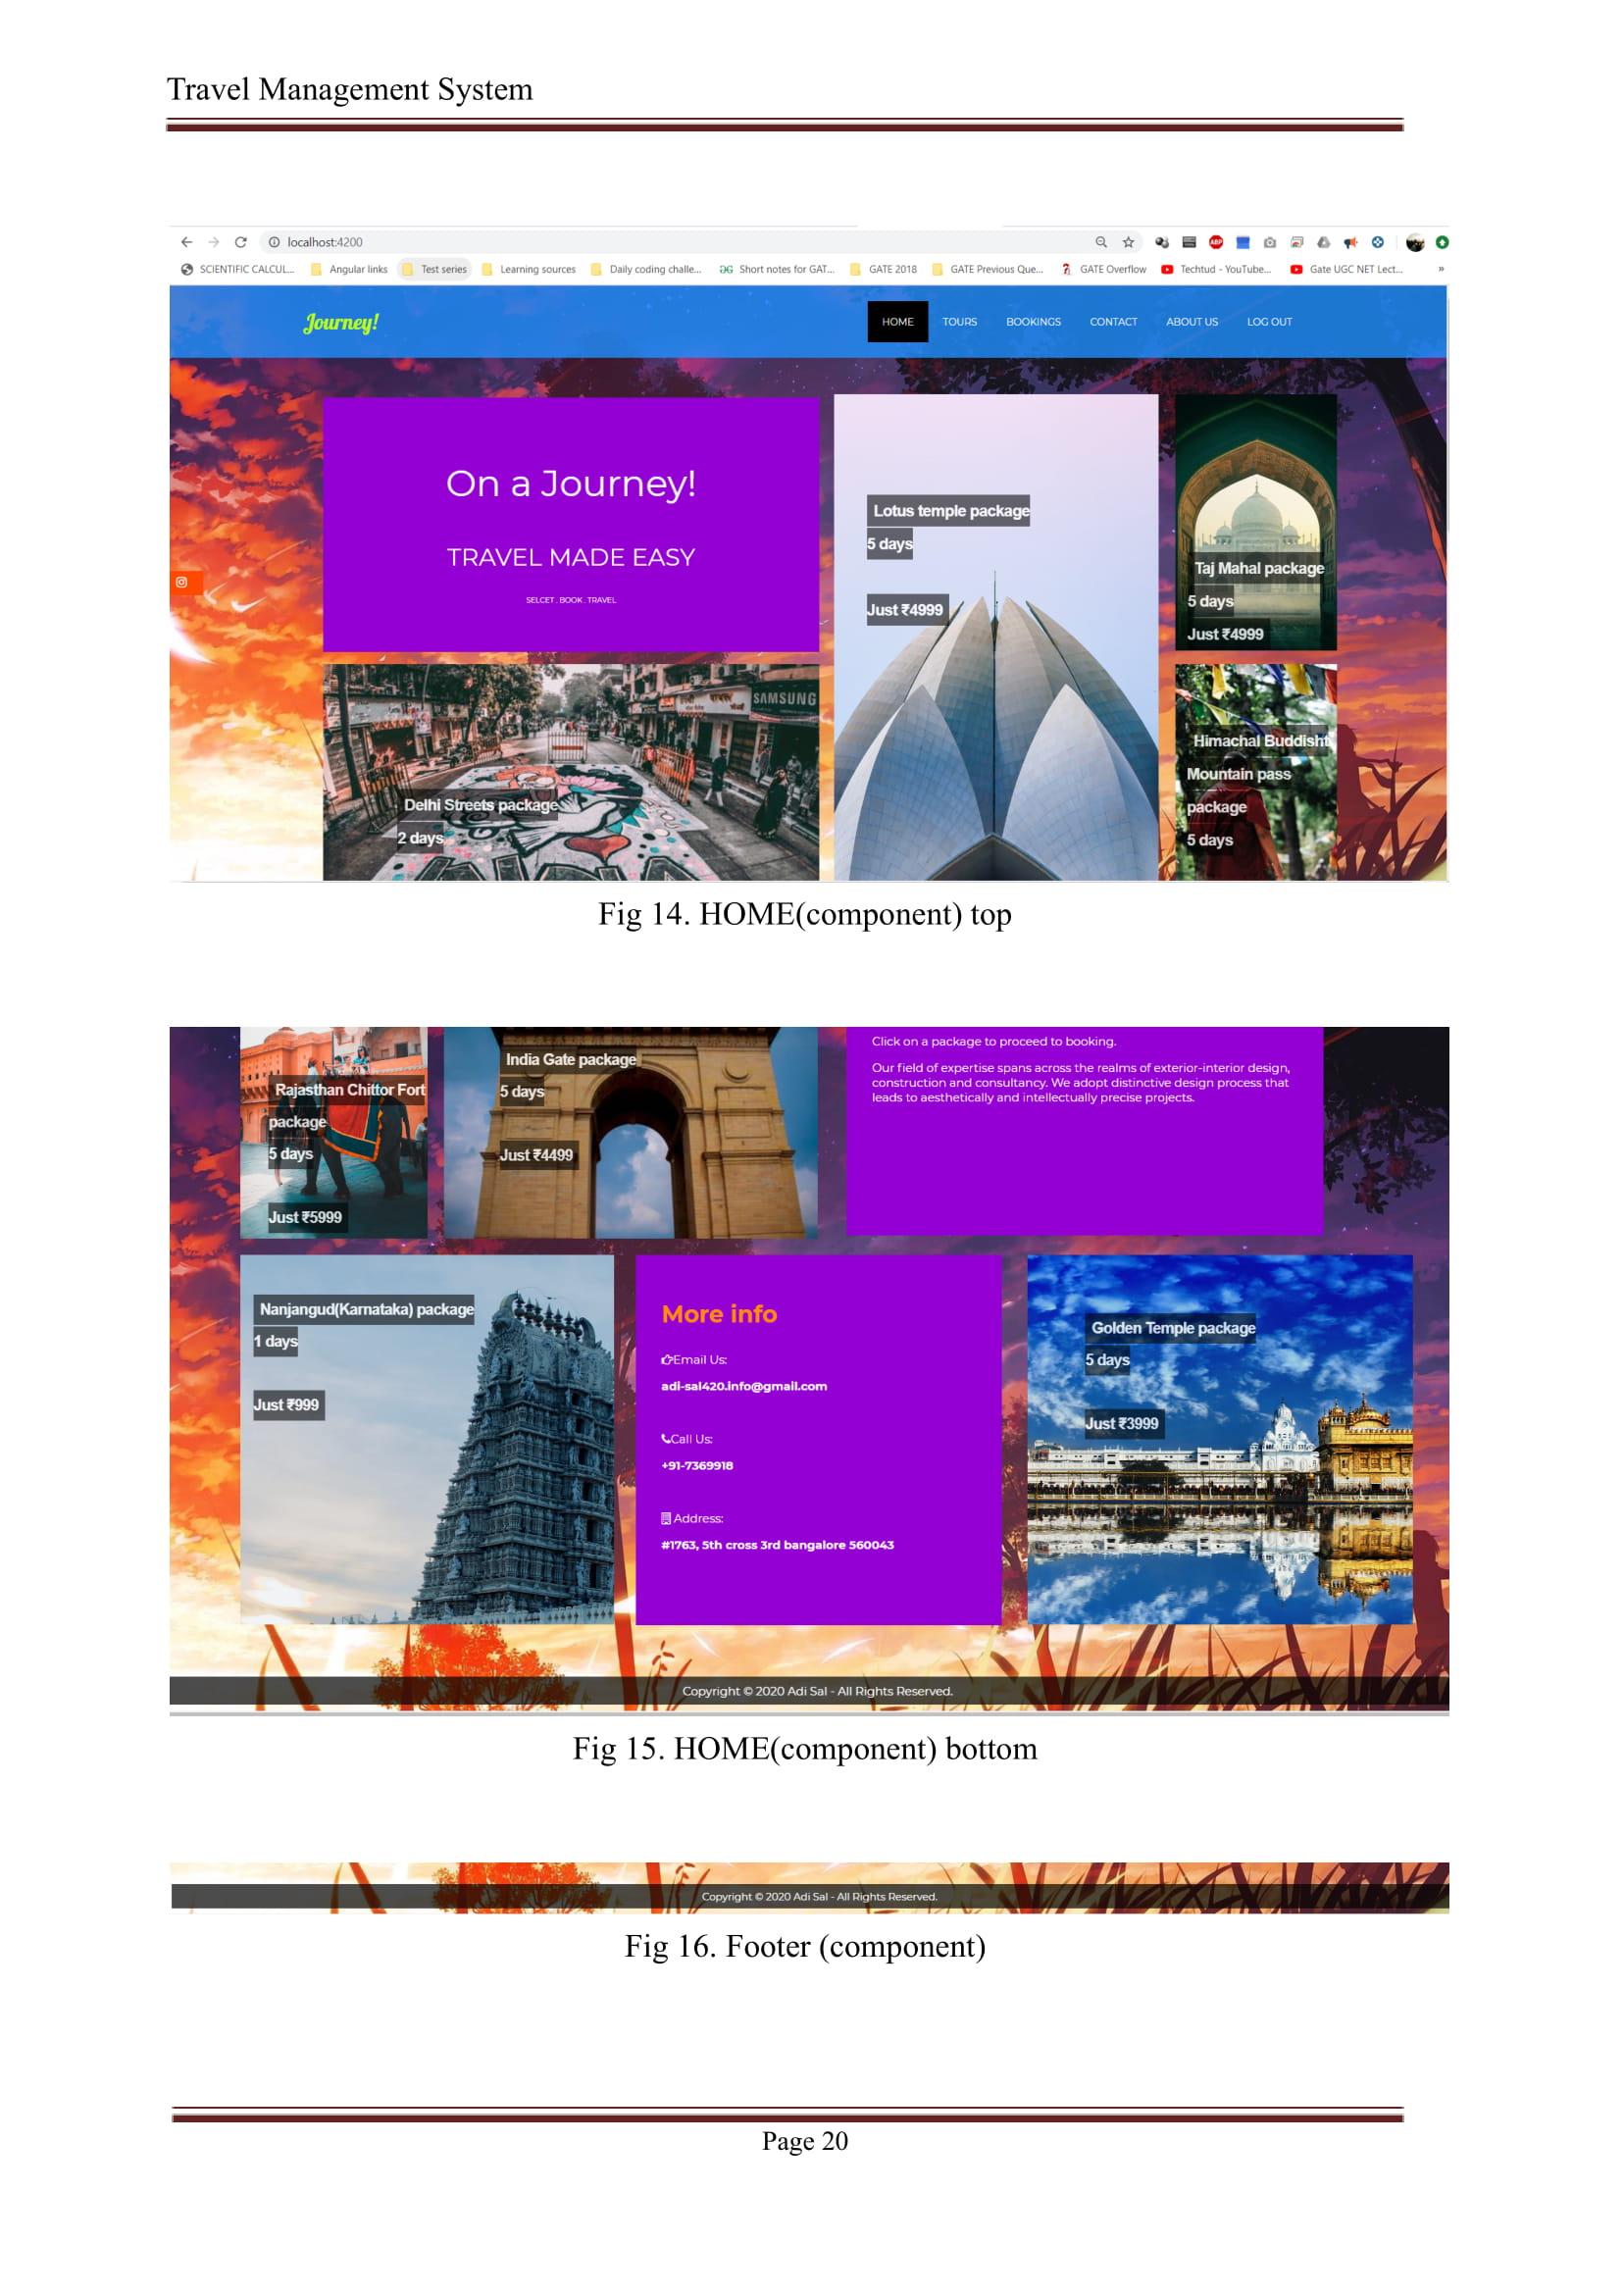 Travel Management System
localhost:4200
SCIENTIFIC CALCUL... Angular links Test series Learning sources Daily coding challe... Short notes for GAT... GATE 2018 GATE Previous Que... GATE Overflow Techtud - YouTube... Gate UGC NET Lect... »
Journey!
HOME TOURS BOOKINGS CONTACT ABOUT US LOG OUT
On a Journey!
TRAVEL MADE EASY
SELCET . BOOK . TRAVEL
Lotus temple package
5 days
Just ₹4999
Taj Mahal package
5 days
Just ₹4999
SAMSUNG
Delhi Streets package
2 days
Himachal Buddisht
Mountain pass
package
5 days
Fig 14. HOME(component) top
Rajasthan Chittor Fort
package
5 days
Just ₹5999
India Gate package
5 days
Just ₹4499
Click on a package to proceed to booking.
Our field of expertise spans across the realms of exterior-interior design,
construction and consultancy. We adopt distinctive design process that
leads to aesthetically and intellectually precise projects.
Nanjangud(Karnataka) package
1 days
Just ₹999
More info
Email Us:
adi-sal420.info@gmail.com
Call Us:
+91-7369918
Address:
#1763, 5th cross 3rd bangalore 560043
Golden Temple package
5 days
Just ₹3999
Copyright © 2020 Adi Sal - All Rights Reserved.
Fig 15. HOME(component) bottom
Copyright © 2020 Adi Sal - All Rights Reserved.
Fig 16. Footer (component)
Page 20